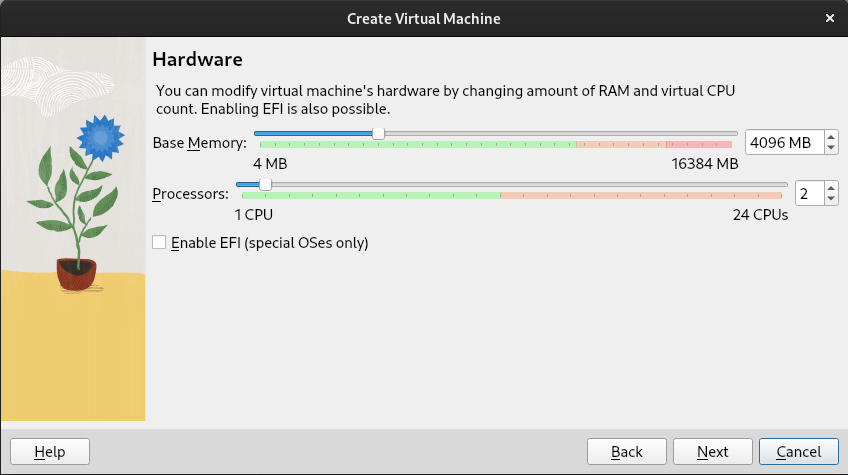 Create Virtual Machine
Hardware
You can modify virtual machine's hardware by changing amount of RAM and virtual CPU
count. Enabling EFI is also possible.
Base Memory:
4096 MB
4 MB
16384 MB
Processors:
2
1 CPU
24 CPUs
Enable EFI (special OSes only)
Help
Back
Next
Cancel